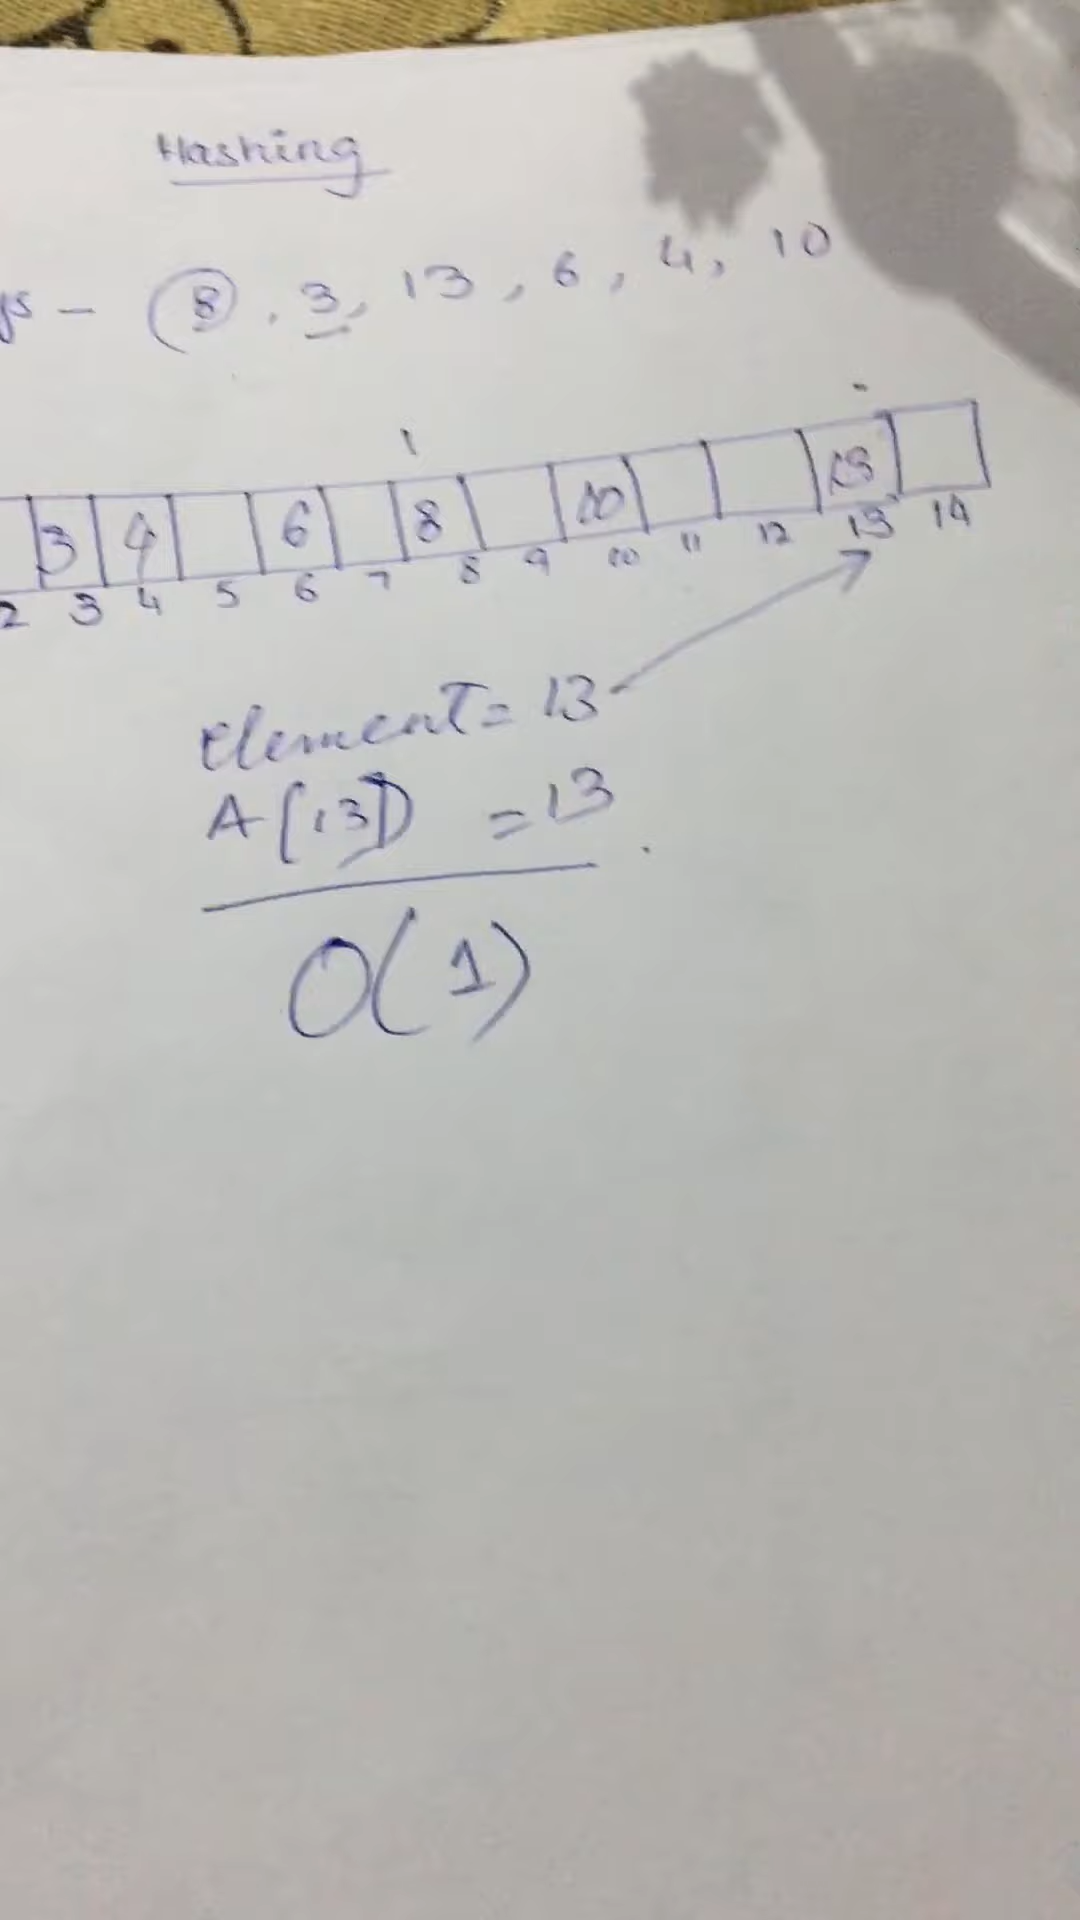 Hashing
ys - 8, 3, 13, 6, 4, 10
3 4 6 8 10 13
2 3 4 5 6 7 8 9 10 11 12 13 14
Element = 13
A[13] = 13
O(1)